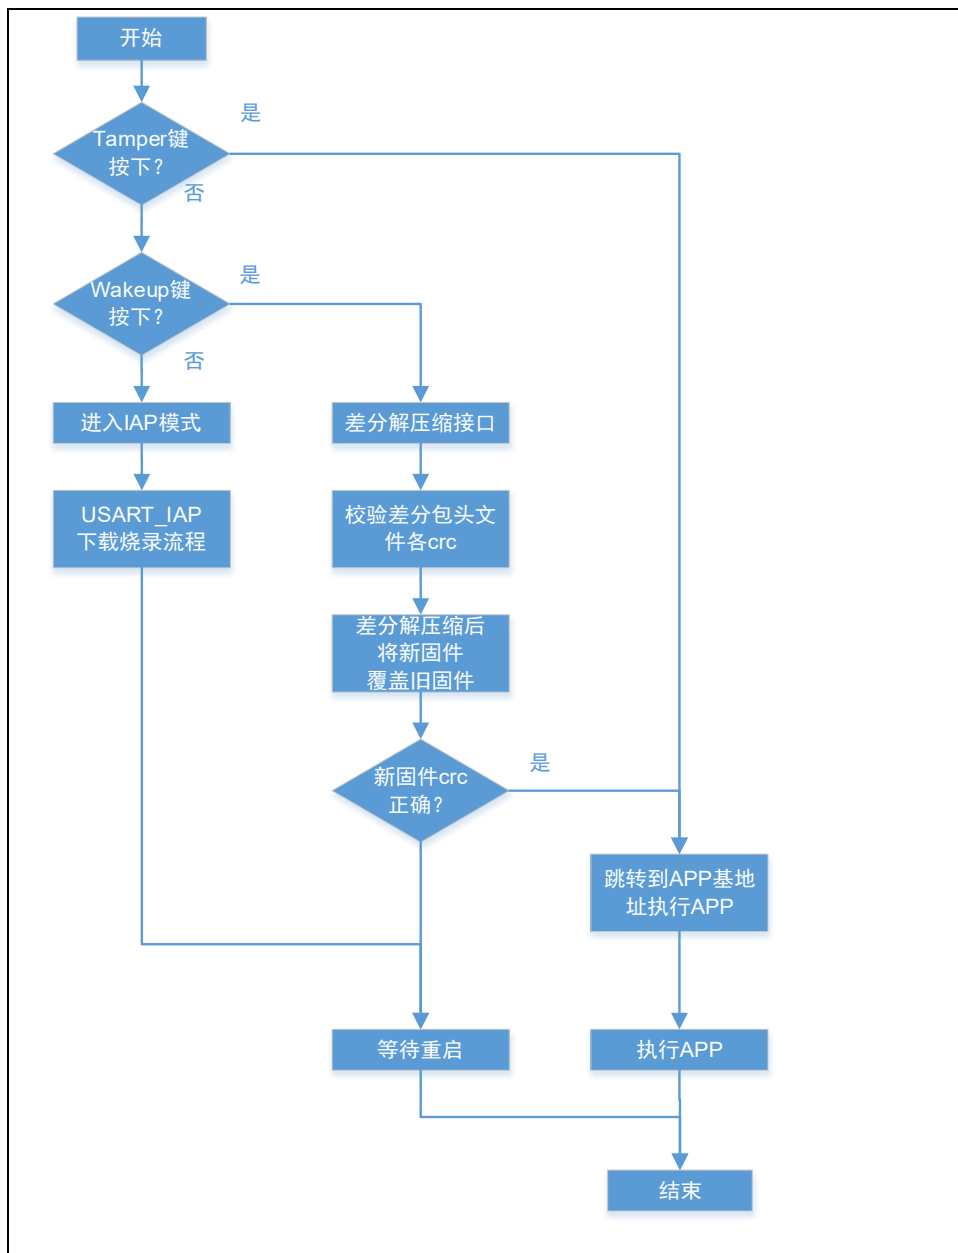 开始
是
Tamper键
按下？
否
是
Wakeup键
按下？
否
进入IAP模式
差分解压缩接口
USART_IAP
下载烧录流程
校验差分包头文
件各crc
差分解压缩后
将新固件
覆盖旧固件
是
新固件crc
正确？
跳转到APP基地
址执行APP
等待重启
执行APP
结束